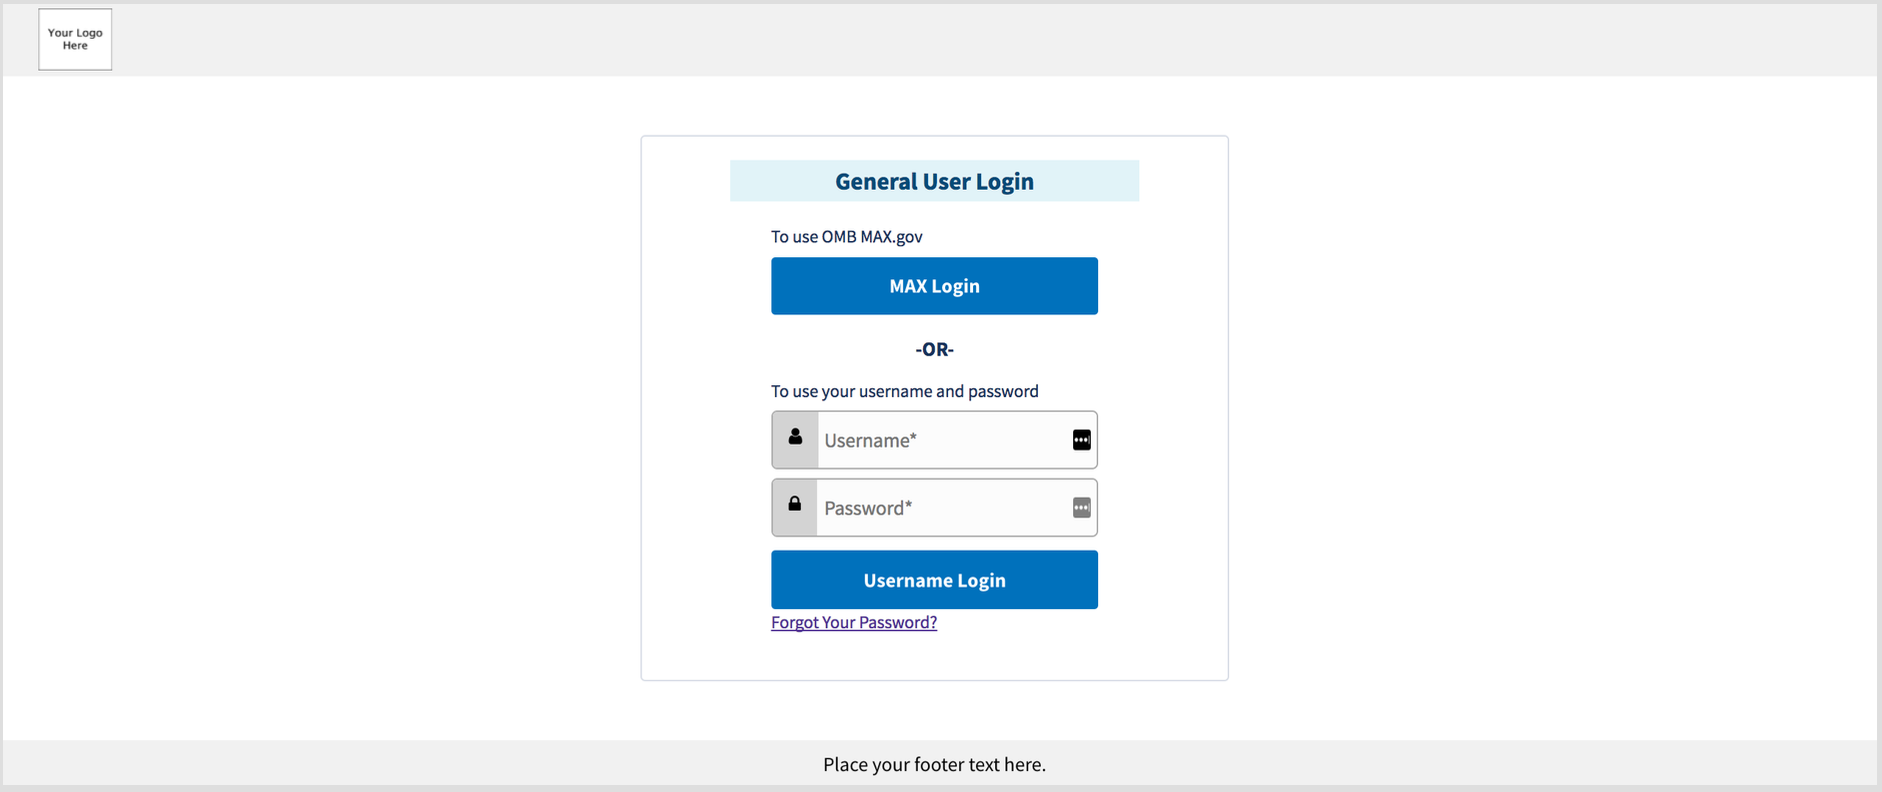 Your Logo
Here
General User Login
To use OMB MAX.gov
MAX Login
-OR-
To use your username and password
Username*
Password*
Username Login
Forgot Your Password?
Place your footer text here.